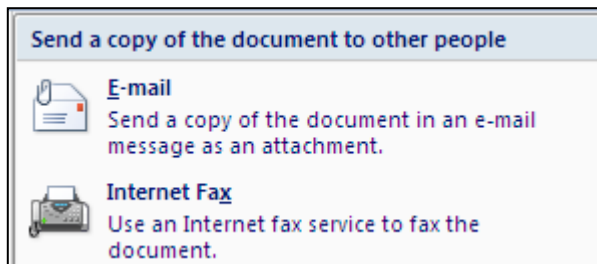 Send a copy of the document to other people
E-mail
Send a copy of the document in an e-mail
message as an attachment.
Internet Fax
Use an Internet fax service to fax the
document.